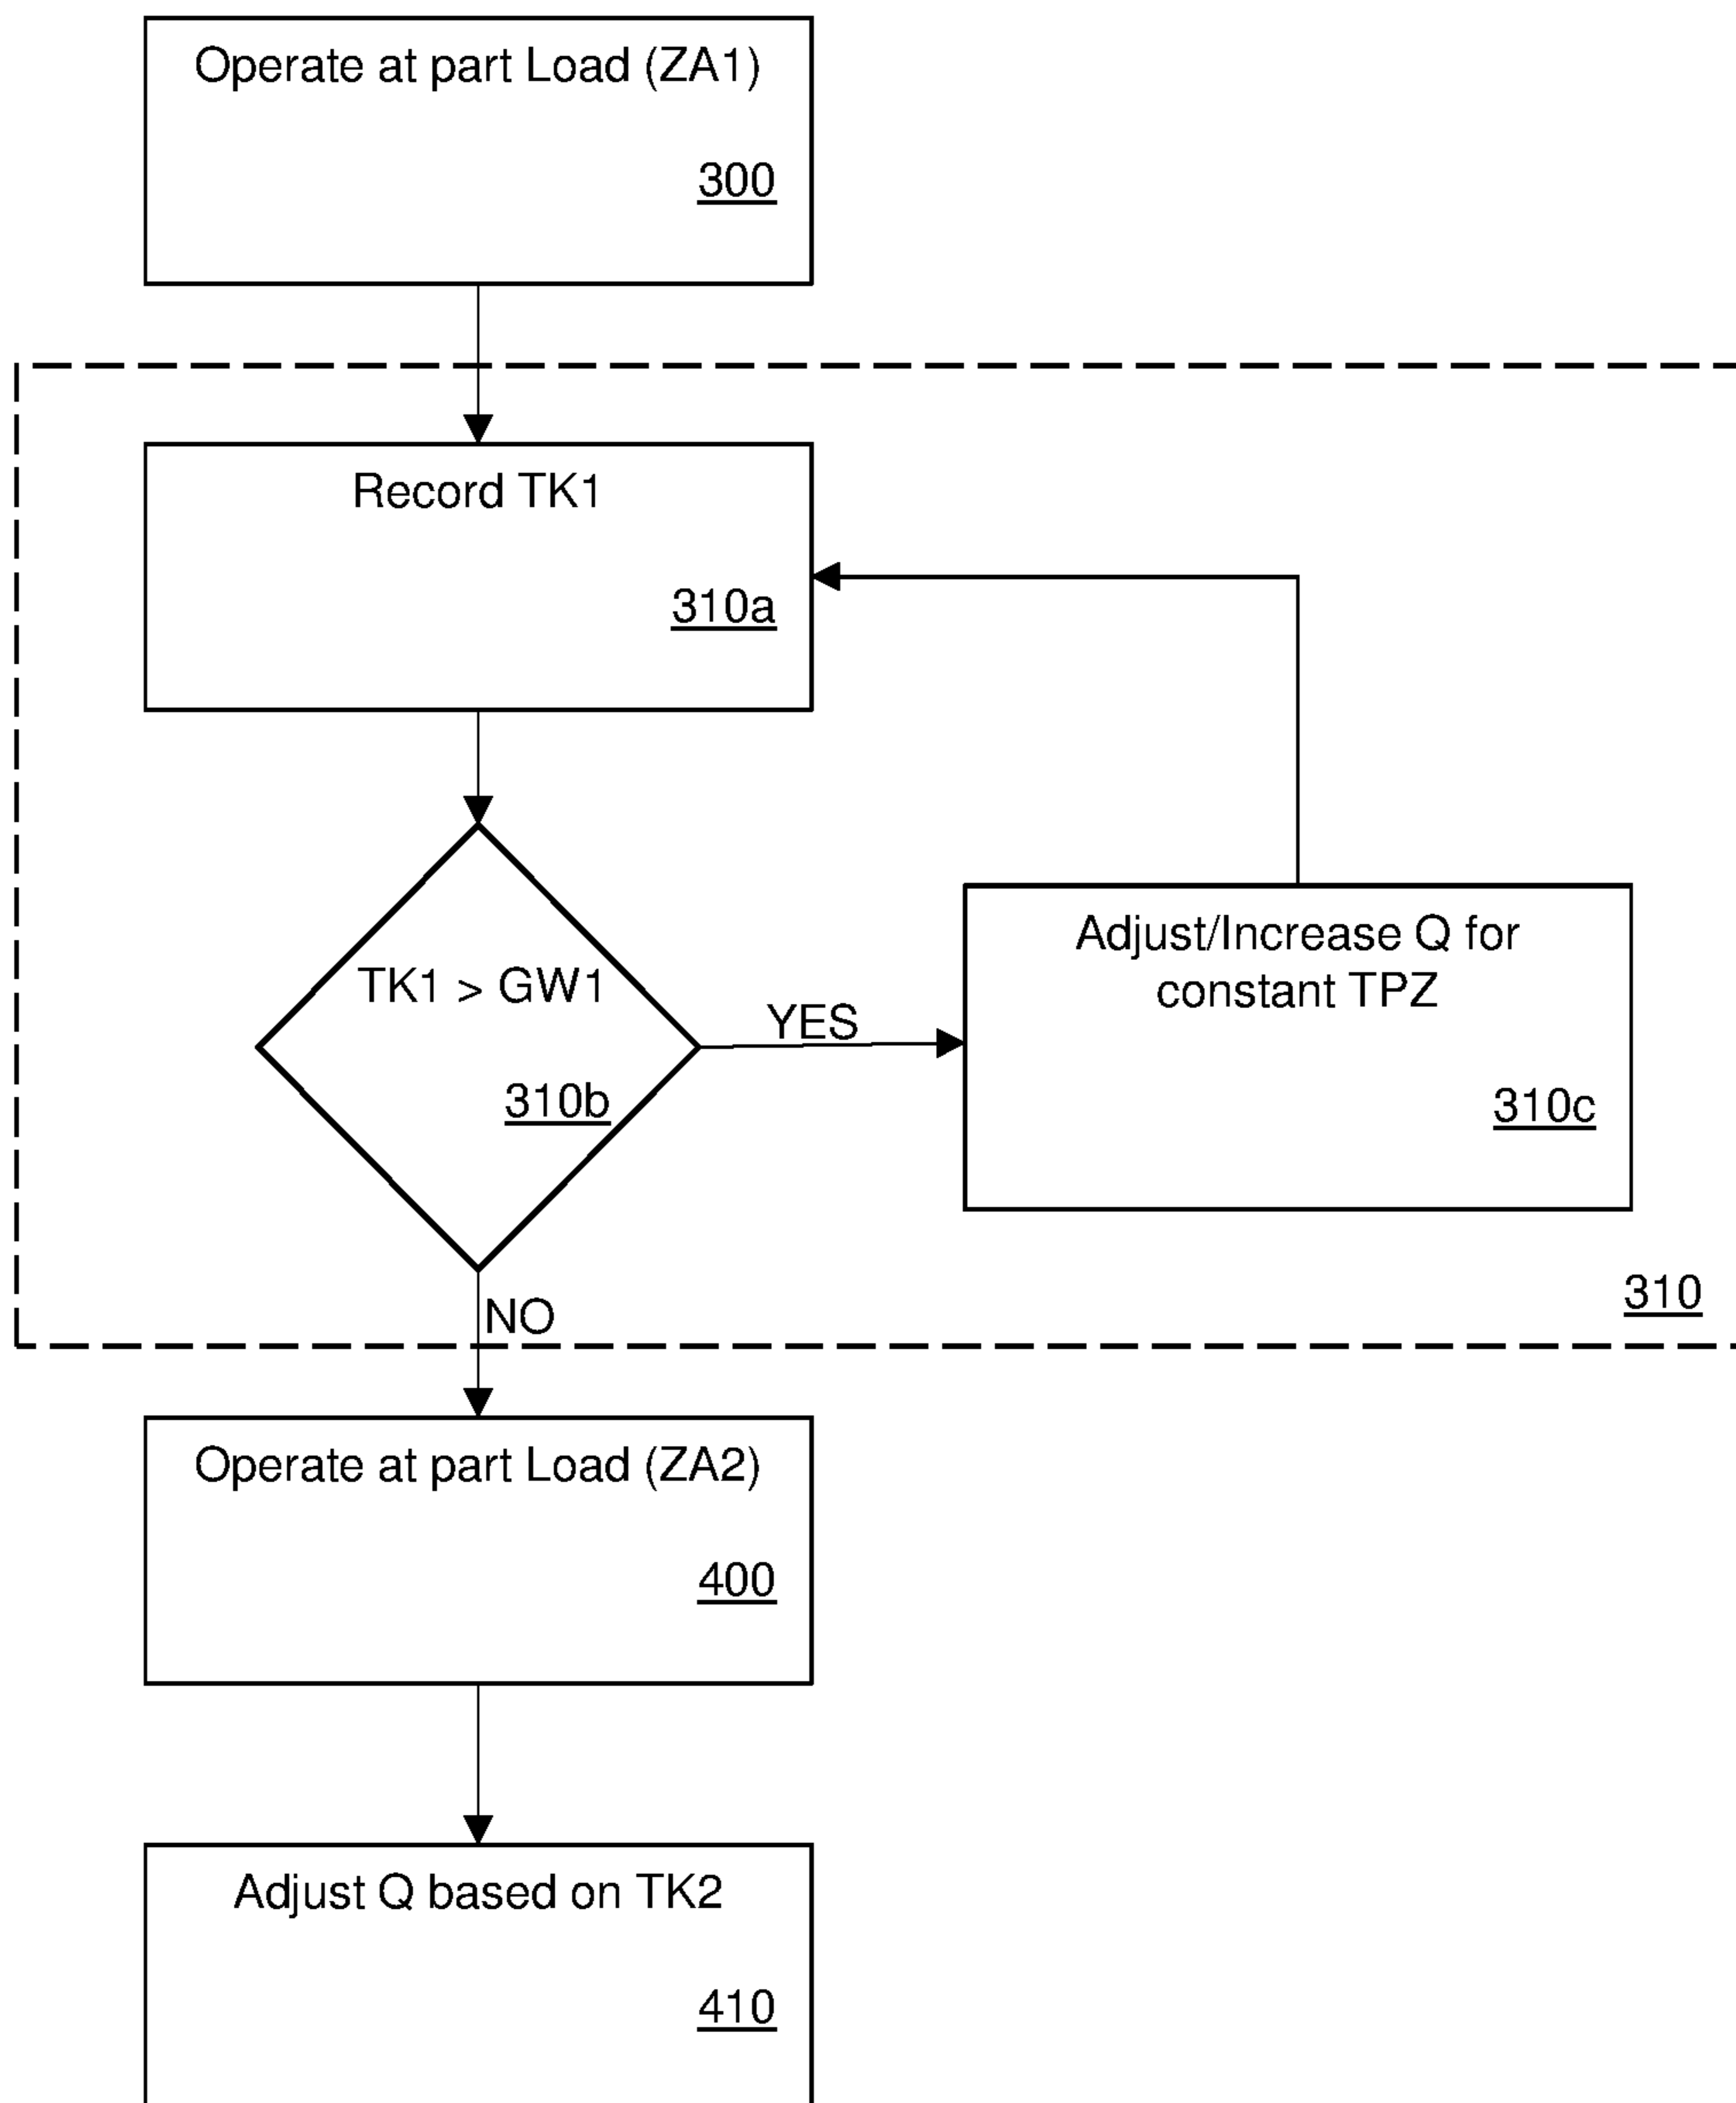 Operate at part Load (ZA1)
300
Record TK1
310a
TK1 > GW1
310b
YES
Adjust/Increase Q for
constant TPZ
310c
310
NO
Operate at part Load (ZA2)
400
Adjust Q based on TK2
410